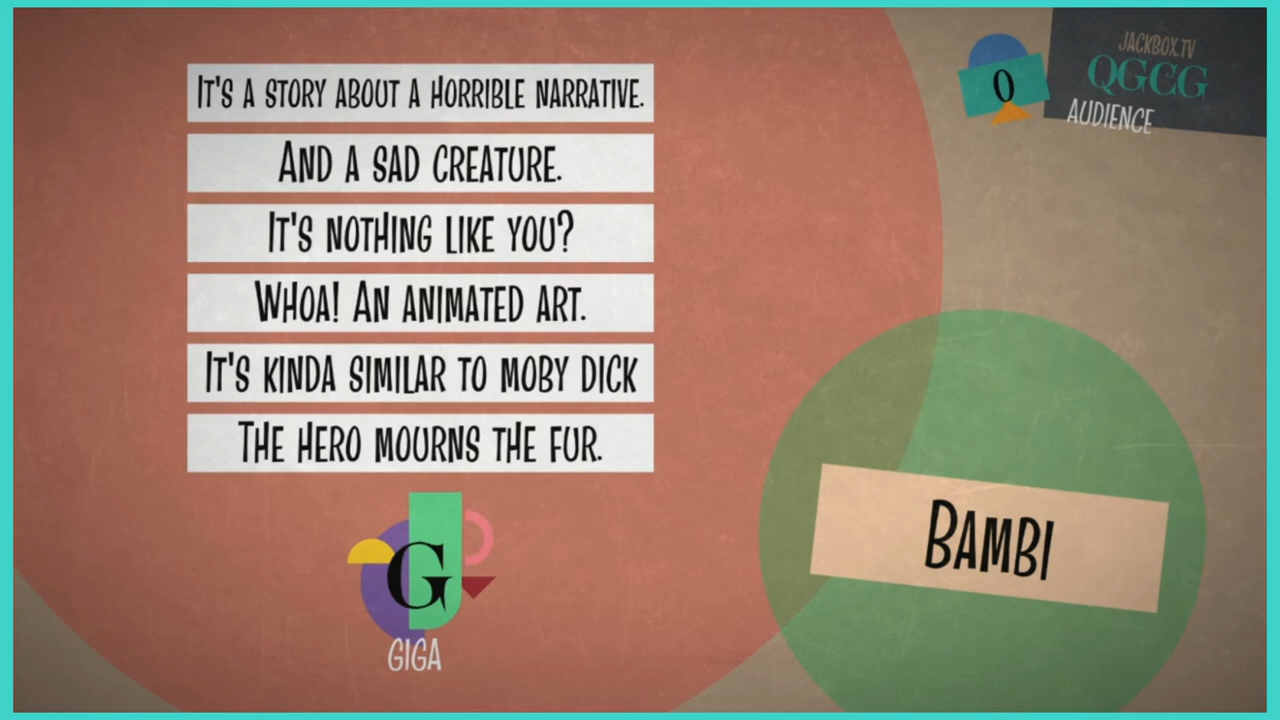 It's a story about a horrible narrative.
And a sad creature.
It's nothing like you?
Whoa! An animated art.
It's kinda similar to moby dick
The hero mourns the fur.
G
GIGA
0
JACKBOX.TV
QGCG
AUDIENCE
Bambi